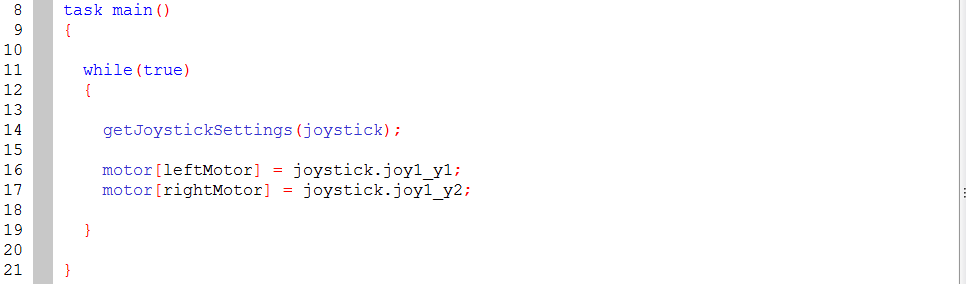 8 task main()
9 {
10
11 while(true)
12 {
13
14 getJoystickSettings(joystick);
15
16 motor[leftMotor] = joystick.joy1_y1;
17 motor[rightMotor] = joystick.joy1_y2;
18
19 }
20
21 }